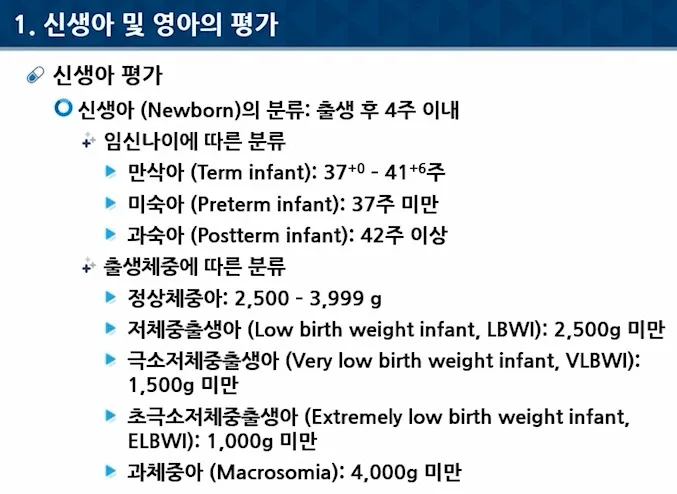 1. 신생아 및 영아의 평가
신생아 평가
신생아 (Newborn)의 분류: 출생 후 4주 이내
임신나이에 따른 분류
만삭아 (Term infant): 37⁺⁰ - 41⁺⁶주
미숙아 (Preterm infant): 37주 미만
과숙아 (Postterm infant): 42주 이상
출생체중에 따른 분류
정상체중아: 2,500 - 3,999 g
저체중출생아 (Low birth weight infant, LBWI): 2,500g 미만
극소저체중출생아 (Very low birth weight infant, VLBWI):
1,500g 미만
초극소저체중출생아 (Extremely low birth weight infant,
ELBWI): 1,000g 미만
과체중아 (Macrosomia): 4,000g 미만